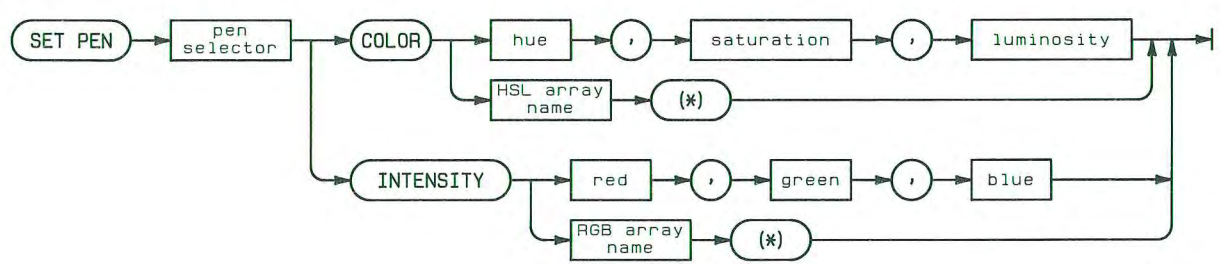 SET PEN
pen
selector
COLOR
hue
,
saturation
,
luminosity
HSL array
name
(*)
INTENSITY
red
,
green
,
blue
RGB array
name
(*)